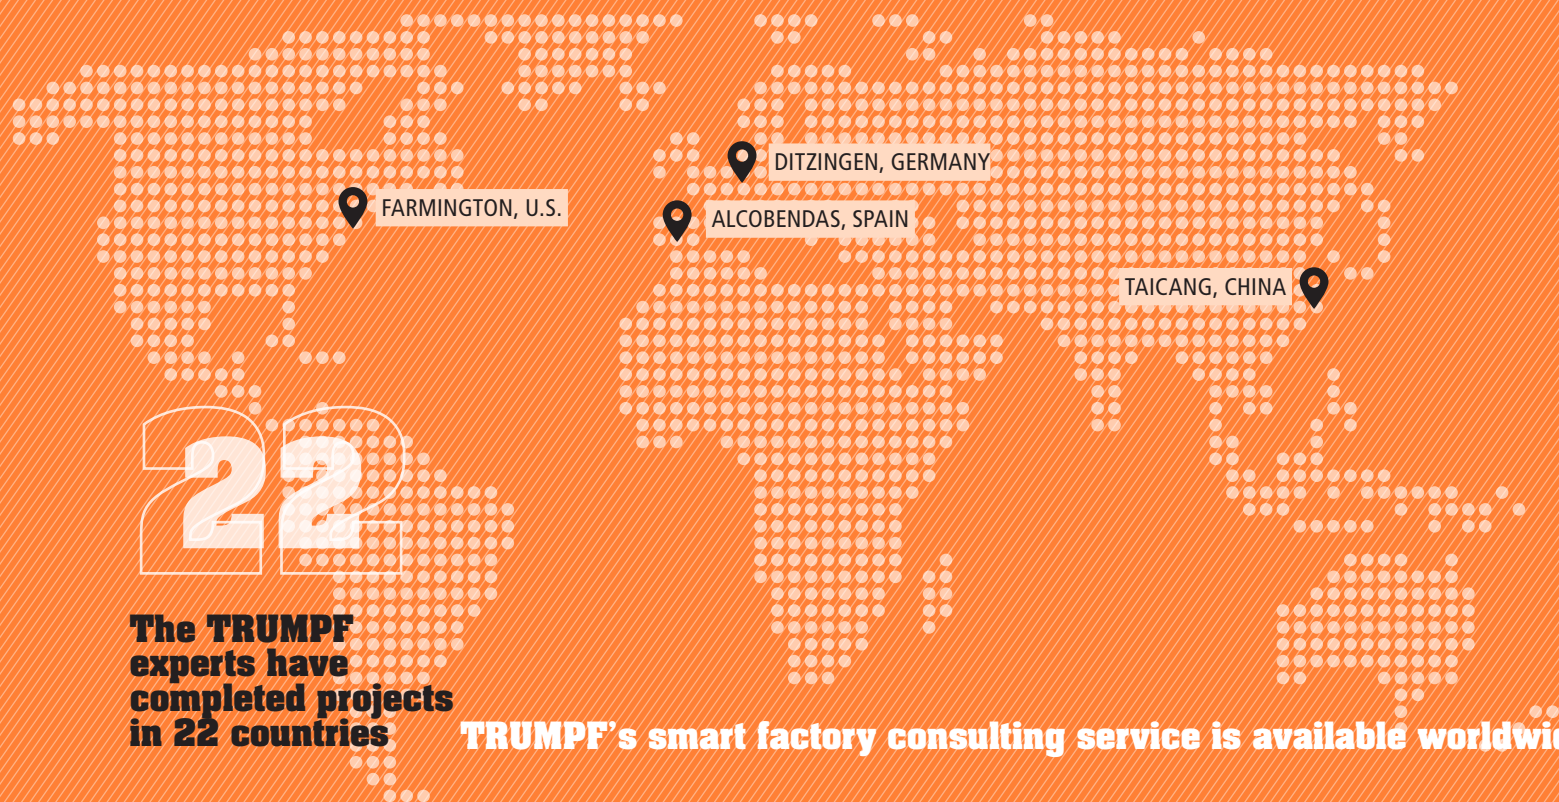 DITZINGEN, GERMANY
FARMINGTON, U.S.
ALCOBENDAS, SPAIN
TAICANG, CHINA
22
The TRUMPF
experts have
completed projects
in 22 countries
TRUMPF’s smart factory consulting service is available